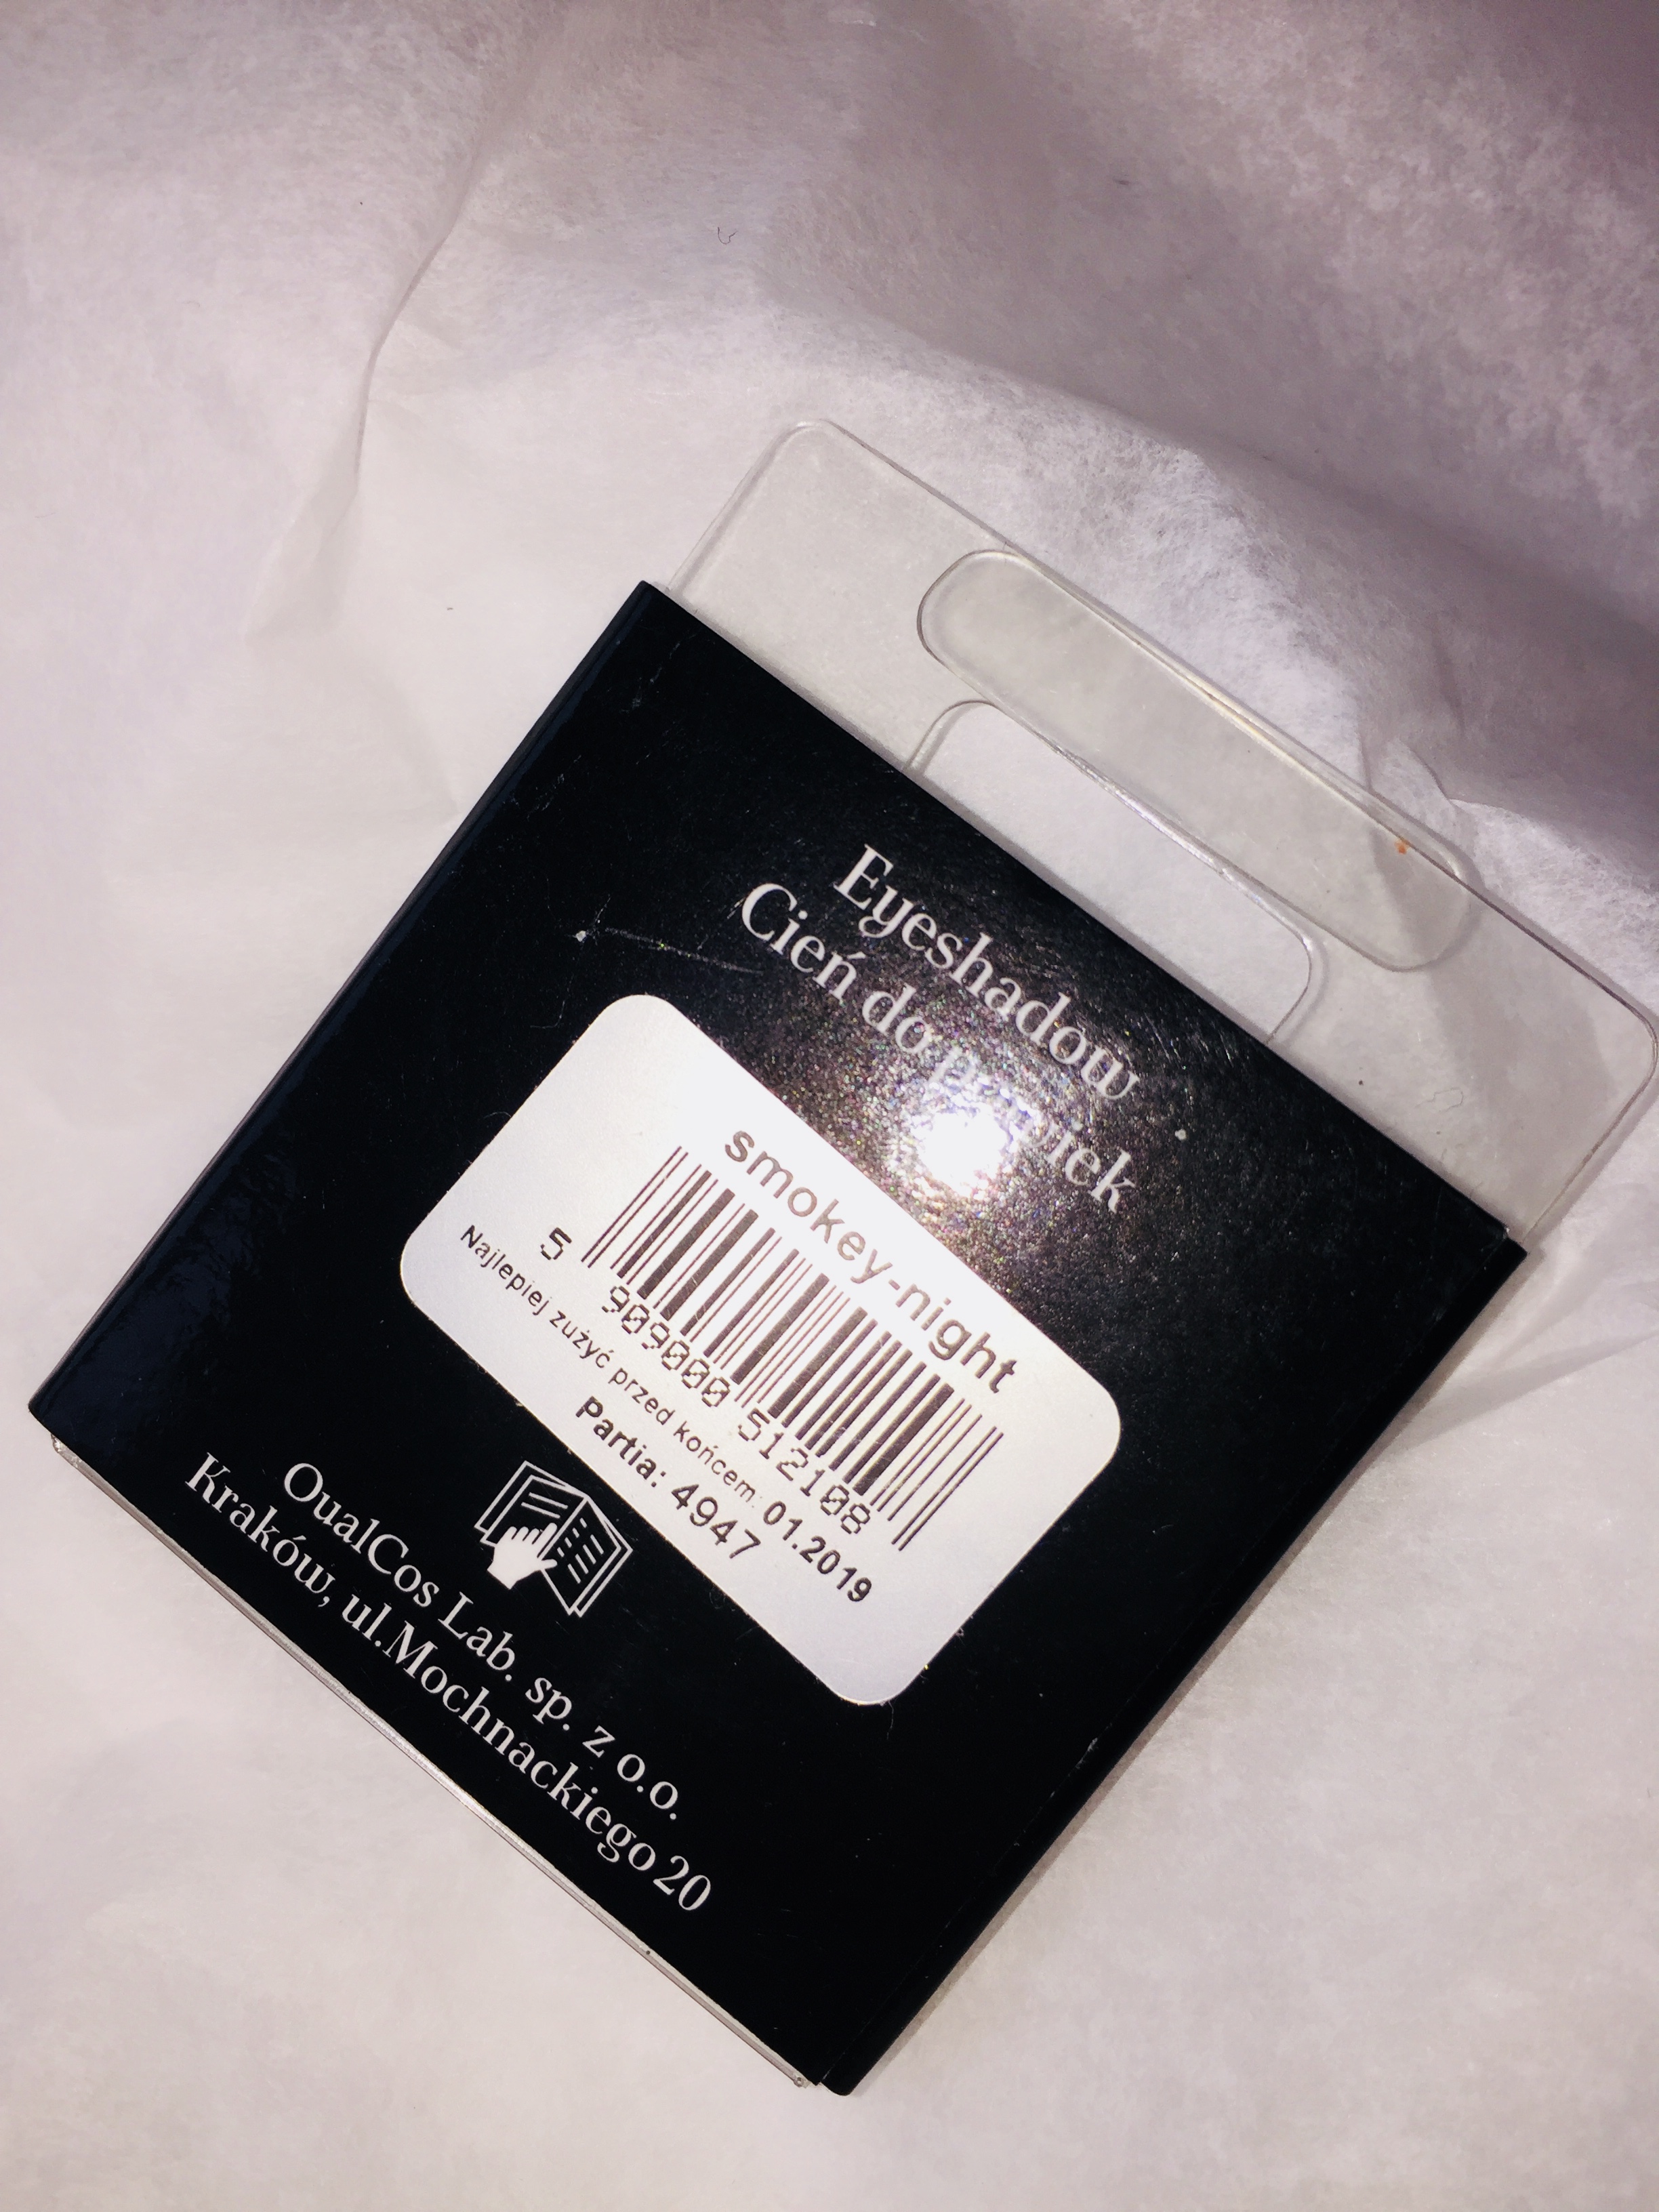 Eyeshadow
Cień do powiek
smokey-night
5 909000 512108
Najlepiej zużyć przed końcem: 01.2019
Partia: 4947
OualCos Lab. sp. z o.o.
Kraków, ul.Mochnackiego 20